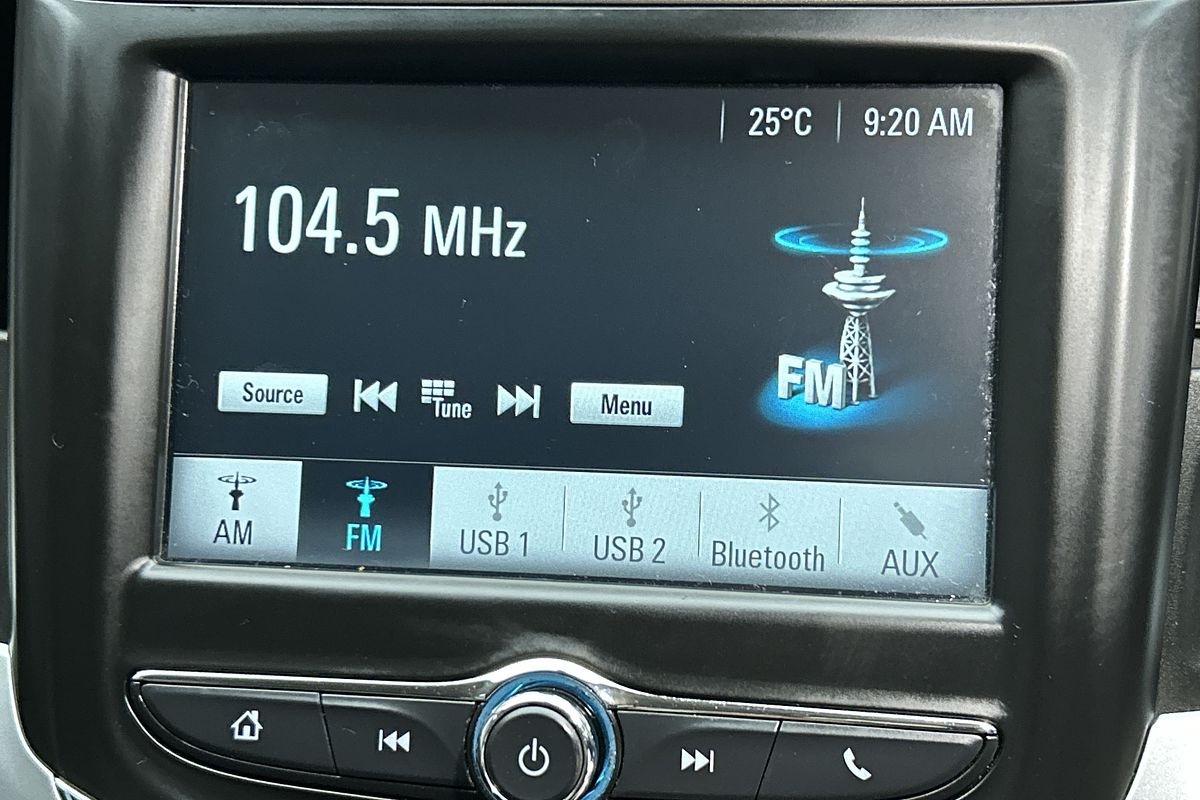 25°C 9:20 AM
104.5 MHz
FM
Source Tune Menu
AM FM USB 1 USB 2 Bluetooth AUX